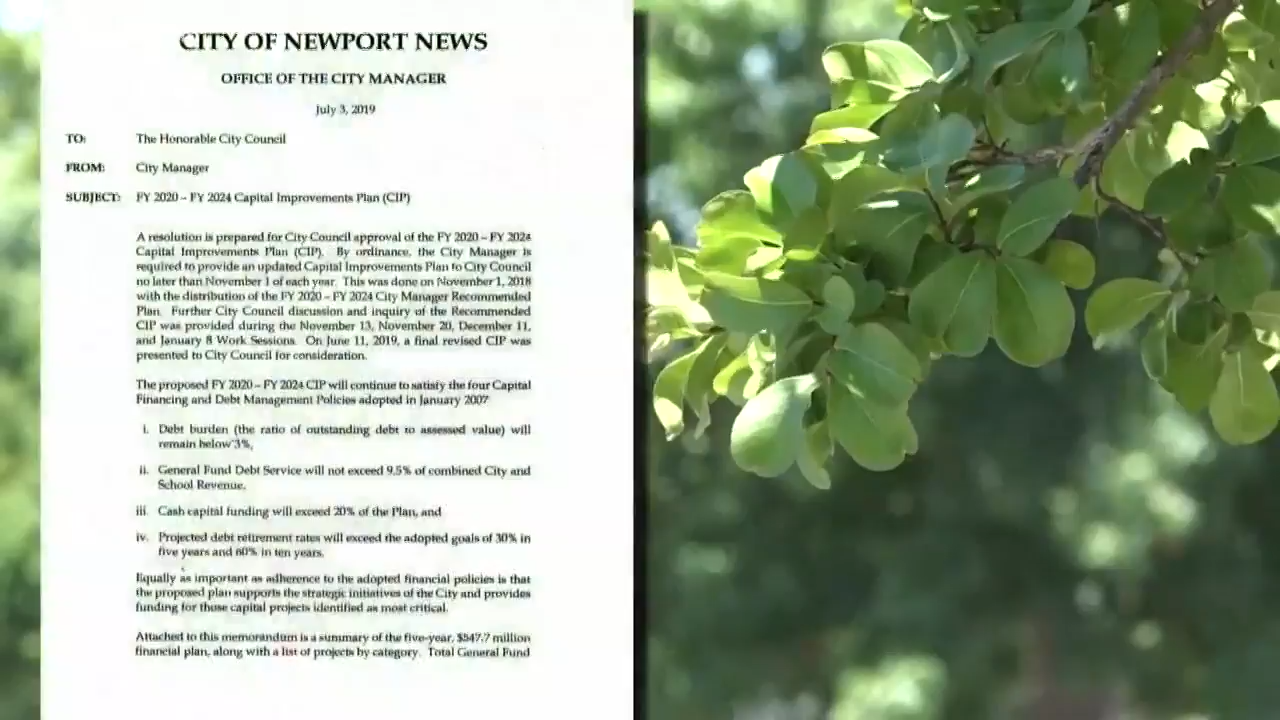 CITY OF NEWPORT NEWS
OFFICE OF THE CITY MANAGER
July 3, 2019
TO: The Honorable City Council
FROM: City Manager
SUBJECT: FY 2020 – FY 2024 Capital Improvements Plan (CIP)
A resolution is prepared for City Council approval of the FY 2020 – FY 2024
Capital Improvements Plan (CIP). By ordinance, the City Manager is
required to provide an updated Capital Improvements Plan to City Council
no later than November 1 of each year. This was done on November 1, 2018
with the distribution of the FY 2020 – FY 2024 City Manager Recommended
Plan. Further City Council discussion and inquiry of the Recommended
CIP was provided during the November 13, November 20, December 11,
and January 8 Work Sessions. On June 11, 2019, a final revised CIP was
presented to City Council for consideration.
The proposed FY 2020 – FY 2024 CIP will continue to satisfy the four Capital
Financing and Debt Management Policies adopted in January 2007
i. Debt burden (the ratio of outstanding debt to assessed value) will
remain below 3%,
ii. General Fund Debt Service will not exceed 9.5% of combined City and
School Revenue,
iii. Cash capital funding will exceed 20% of the Plan, and
iv. Projected debt retirement rates will exceed the adopted goals of 30% in
five years and 60% in ten years.
Equally as important as adherence to the adopted financial policies is that
the proposed plan supports the strategic initiatives of the City and provides
funding for those capital projects identified as most critical.
Attached to this memorandum is a summary of the five-year, $547.7 million
financial plan, along with a list of projects by category. Total General Fund